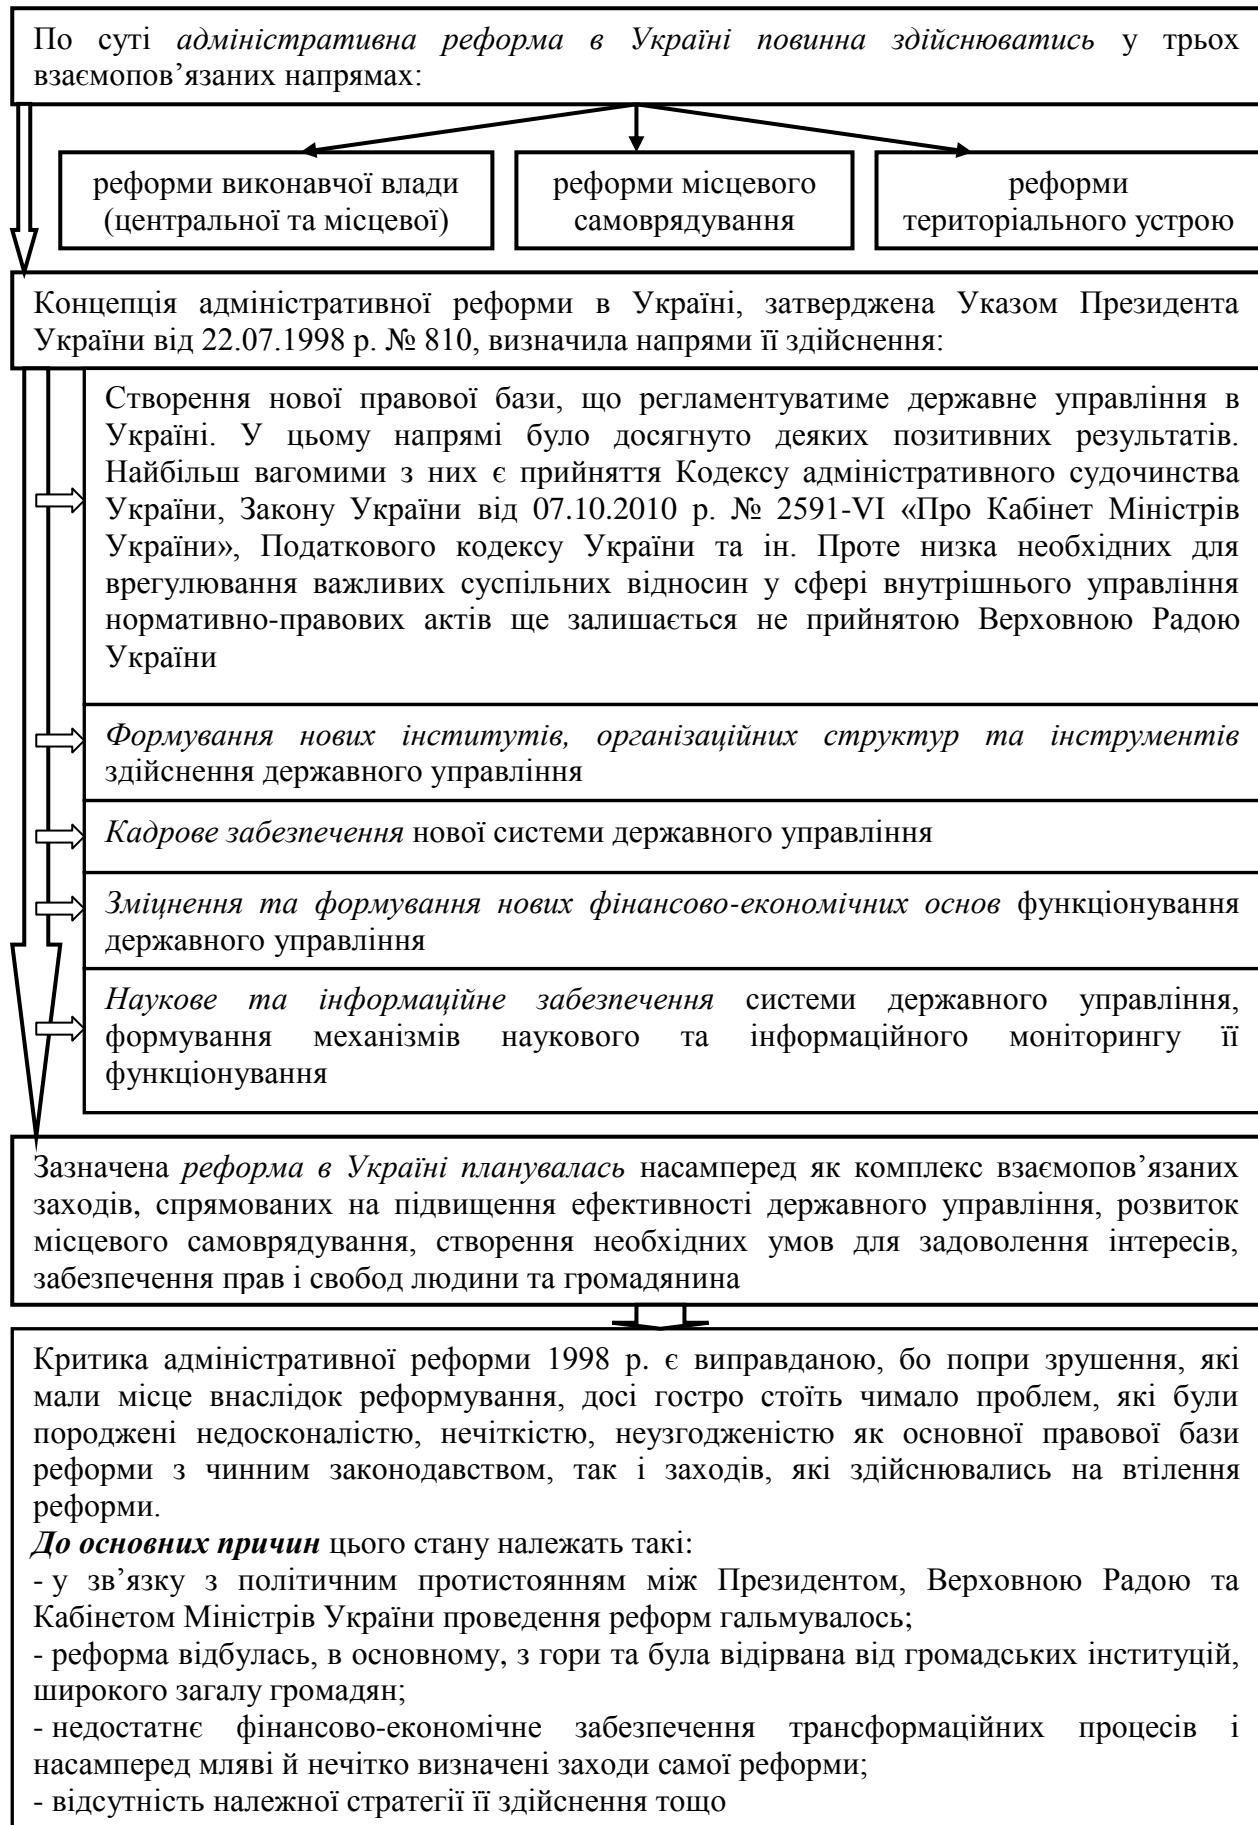 По суті адміністративна реформа в Україні повинна здійснюватись у трьох
взаємопов’язаних напрямах:
реформи виконавчої влади
(центральної та місцевої)
реформи місцевого
самоврядування
реформи
територіального устрою
Концепція адміністративної реформи в Україні, затверджена Указом Президента
України від 22.07.1998 р. № 810, визначила напрями її здійснення:
Створення нової правової бази, що регламентуватиме державне управління в
Україні. У цьому напрямі було досягнуто деяких позитивних результатів.
Найбільш вагомими з них є прийняття Кодексу адміністративного судочинства
України, Закону України від 07.10.2010 р. № 2591-VI «Про Кабінет Міністрів
України», Податкового кодексу України та ін. Проте низка необхідних для
врегулювання важливих суспільних відносин у сфері внутрішнього управління
нормативно-правових актів ще залишається не прийнятою Верховною Радою
України
Формування нових інститутів, організаційних структур та інструментів
здійснення державного управління
Кадрове забезпечення нової системи державного управління
Зміцнення та формування нових фінансово-економічних основ функціонування
державного управління
Наукове та інформаційне забезпечення системи державного управління,
формування механізмів наукового та інформаційного моніторингу її
функціонування
Зазначена реформа в Україні планувалась насамперед як комплекс взаємопов’язаних
заходів, спрямованих на підвищення ефективності державного управління, розвиток
місцевого самоврядування, створення необхідних умов для задоволення інтересів,
забезпечення прав і свобод людини та громадянина
Критика адміністративної реформи 1998 р. є виправданою, бо попри зрушення, які
мали місце внаслідок реформування, досі гостро стоїть чимало проблем, які були
породжені недосконалістю, нечіткістю, неузгодженістю як основної правової бази
реформи з чинним законодавством, так і заходів, які здійснювались на втілення
реформи.
До основних причин цього стану належать такі:
- у зв’язку з політичним протистоянням між Президентом, Верховною Радою та
Кабінетом Міністрів України проведення реформ гальмувалось;
- реформа відбулась, в основному, з гори та була відірвана від громадських інституцій,
широкого загалу громадян;
- недостатнє фінансово-економічне забезпечення трансформаційних процесів і
насамперед мляві й нечітко визначені заходи самої реформи;
- відсутність належної стратегії її здійснення тощо